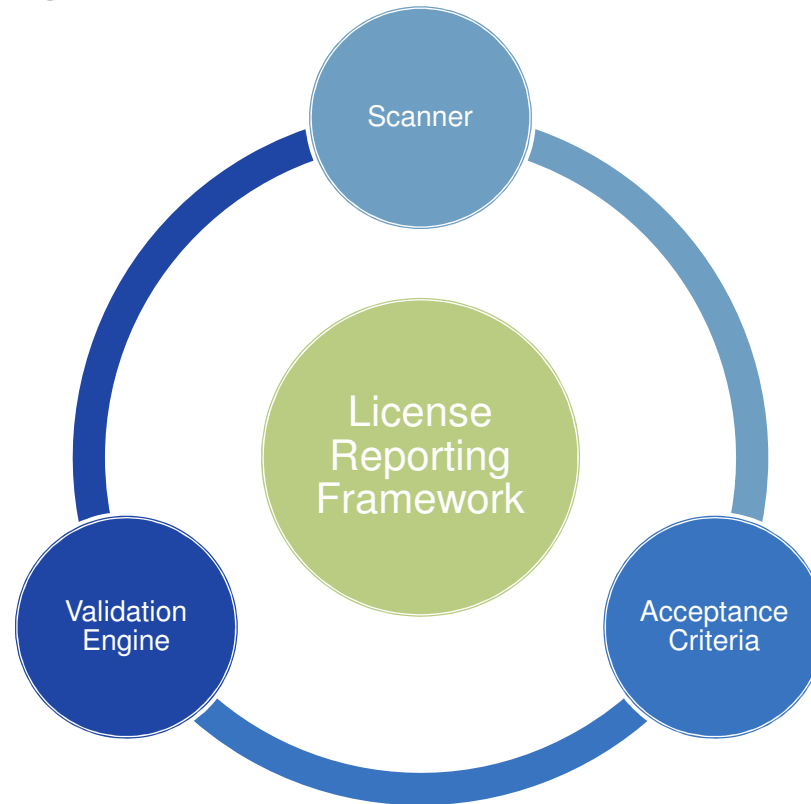 Scanner
License
Reporting
Framework
Validation
Engine
Acceptance
Criteria